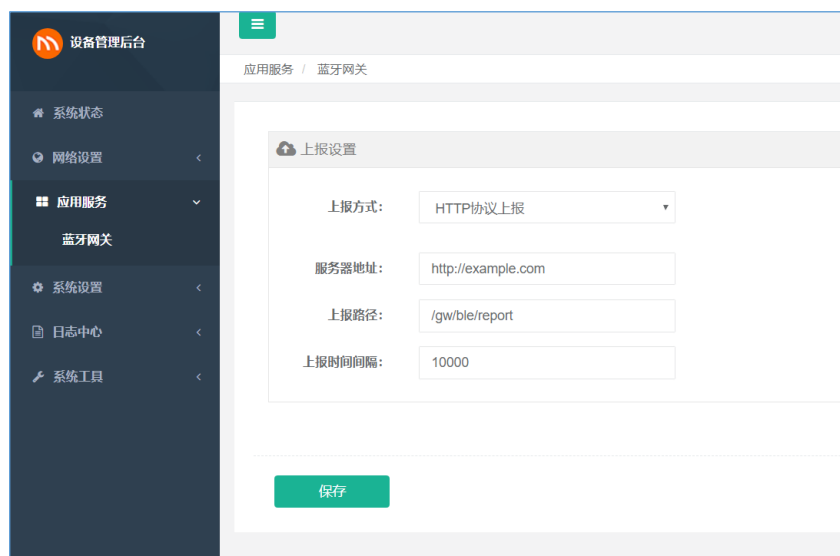 设备管理后台
系统状态
网络设置
应用服务
蓝牙网关
系统设置
日志中心
系统工具
应用服务 / 蓝牙网关
上报设置
上报方式: HTTP协议上报
服务器地址: http://example.com
上报路径: /gw/ble/report
上报时间间隔: 10000
保存